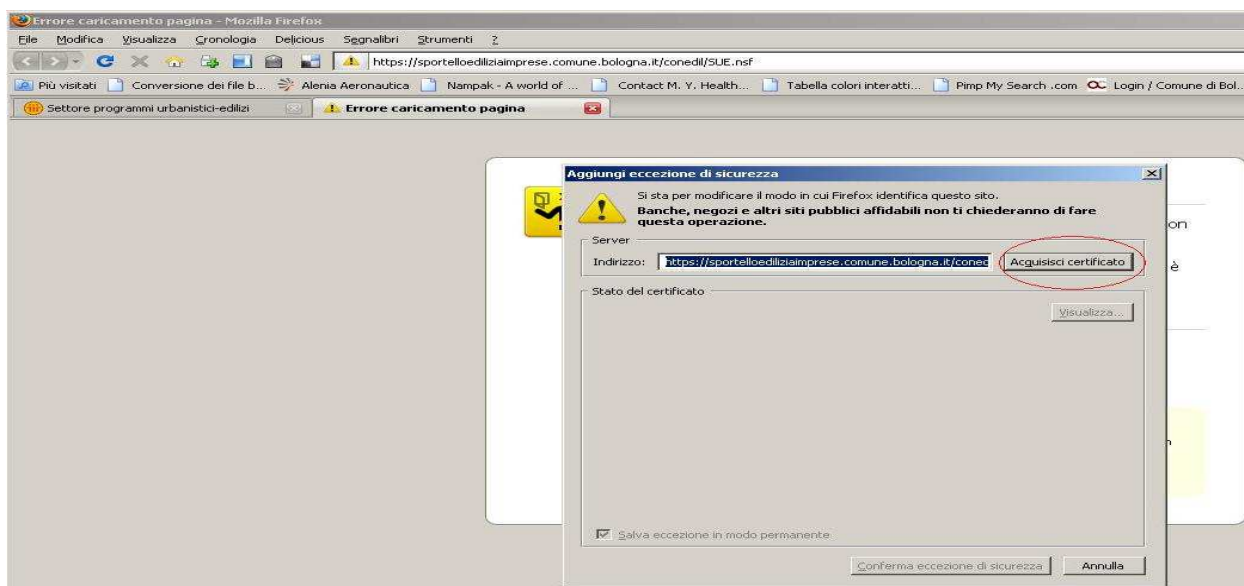 Errore caricamento pagina - Mozilla Firefox
File Modifica Visualizza Cronologia Delicious Segnalibri Strumenti ?
https://sportelloediliziaimprese.comune.bologna.it/conedil/SUE.nsf
Più visitati Conversione dei file b... Alenia Aeronautica Nampak - A world of ... Contact M. Y. Health... Tabella colori interatti... Pimp My Search .com Login / Comune di Bol...
Settore programmi urbanistici-edilizi Errore caricamento pagina
Aggiungi eccezione di sicurezza
Si sta per modificare il modo in cui Firefox identifica questo sito.
Banche, negozi e altri siti pubblici affidabili non ti chiederanno di fare
questa operazione.
on
Server
Indirizzo: https://sportelloediliziaimprese.comune.bologna.it/coned Acquisisci certificato
è
Stato del certificato
Visualizza...
Salva eccezione in modo permanente
Conferma eccezione di sicurezza Annulla